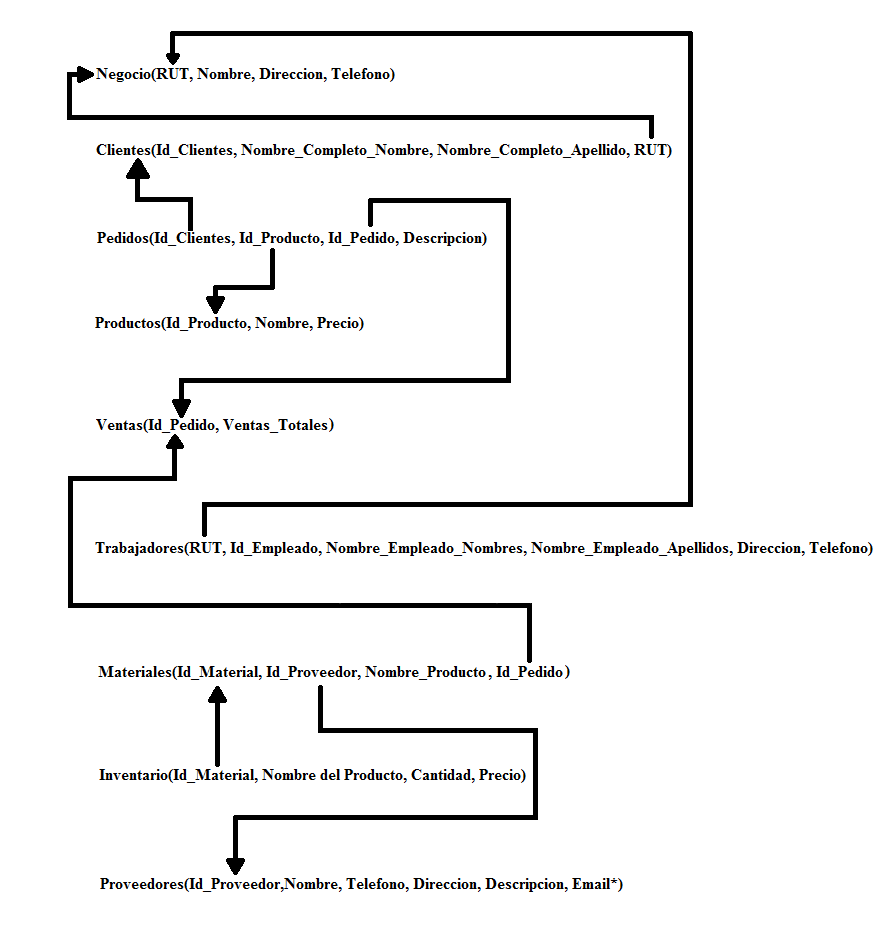 Negocio(RUT, Nombre, Direccion, Telefono)
Clientes(Id_Clientes, Nombre_Completo_Nombre, Nombre_Completo_Apellido, RUT)
Pedidos(Id_Clientes, Id_Producto, Id_Pedido, Descripcion)
Productos(Id_Producto, Nombre, Precio)
Ventas(Id_Pedido, Ventas_Totales)
Trabajadores(RUT, Id_Empleado, Nombre_Empleado_Nombres, Nombre_Empleado_Apellidos, Direccion, Telefono)
Materiales(Id_Material, Id_Proveedor, Nombre_Producto, Id_Pedido)
Inventario(Id_Material, Nombre del Producto, Cantidad, Precio)
Proveedores(Id_Proveedor,Nombre, Telefono, Direccion, Descripcion, Email*)